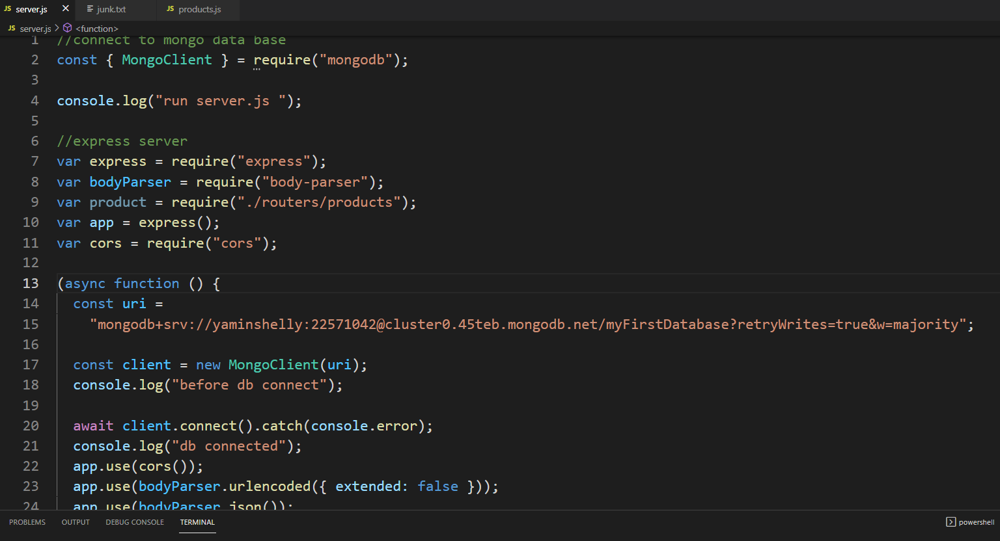 JS server.js × junk.txt JS products.js
JS server.js > <function>
1 //connect to mongo data base
2 const { MongoClient } = require("mongodb");
3
4 console.log("run server.js ");
5
6 //express server
7 var express = require("express");
8 var bodyParser = require("body-parser");
9 var product = require("./routers/products");
10 var app = express();
11 var cors = require("cors");
12
13 (async function () {
14 const uri =
15 "mongodb+srv://yaminshelly:22571042@cluster0.45teb.mongodb.net/myFirstDatabase?retryWrites=true&w=majority";
16
17 const client = new MongoClient(uri);
18 console.log("before db connect");
19
20 await client.connect().catch(console.error);
21 console.log("db connected");
22 app.use(cors());
23 app.use(bodyParser.urlencoded({ extended: false }));
24 app.use(bodyParser.json());
PROBLEMS OUTPUT DEBUG CONSOLE TERMINAL powershell